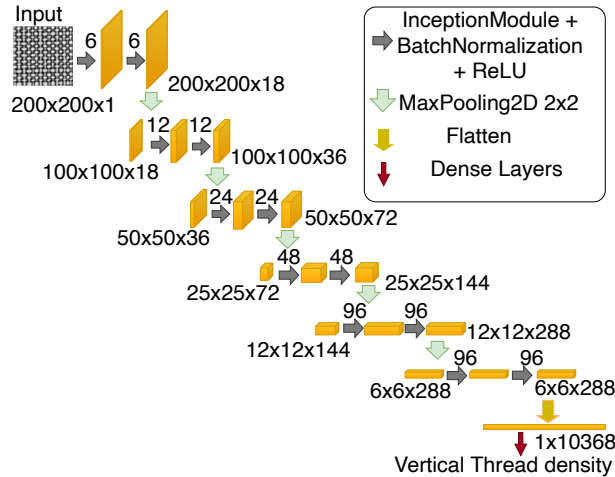 Input
6 6
200x200x1
200x200x18
12 12
100x100x18
100x100x36
24 24
50x50x36
50x50x72
48 48
25x25x72
25x25x144
96 96
12x12x144
12x12x288
96 96
6x6x288
6x6x288
1x10368
Vertical Thread density
InceptionModule +
BatchNormalization
+ ReLU
MaxPooling2D 2x2
Flatten
Dense Layers